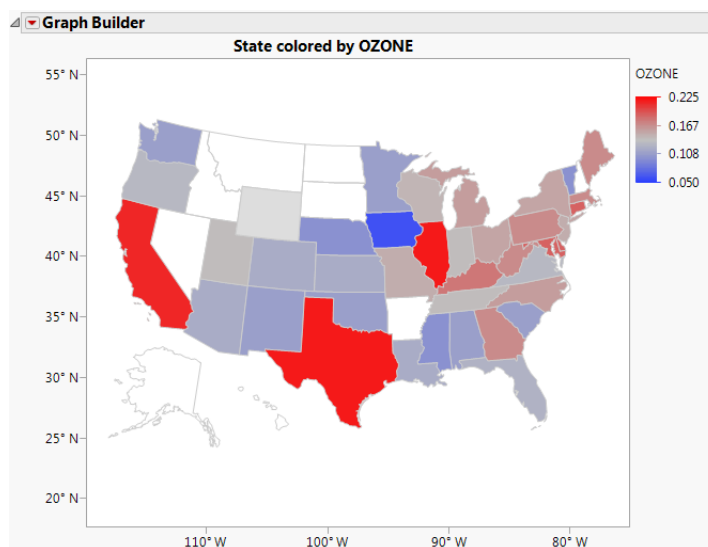 Graph Builder
State colored by OZONE
55° N
50° N
45° N
40° N
35° N
30° N
25° N
20° N
110° W
100° W
90° W
80° W
OZONE
0.225
0.167
0.108
0.050